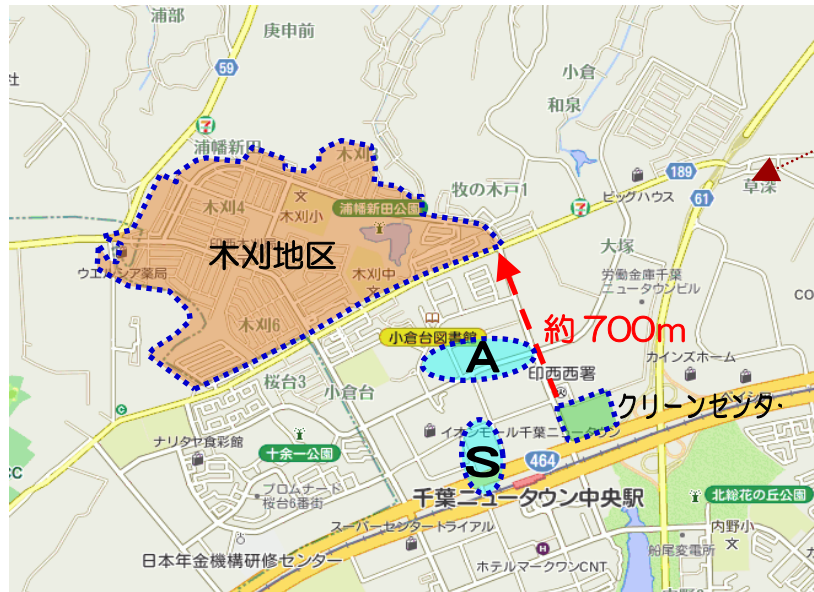 浦部
庚申前
59
小倉
和泉
社
浦幡新田
189
牧の木戸1
ビッグハウス
草深
61
木刈4
木刈小
浦幡新田公園
大塚
木刈地区
ウエルシア薬局
木刈中
労働金庫千葉
ニュータウンビル
木刈6
約700m
小倉台図書館
A
カインズホーム
桜台3
小倉台
印西西署
クリーンセンタ
ナリタヤ食彩館
イオンモール千葉ニュータウン
十余一公園
S
464
プロムナード
桜台6番街
千葉ニュータウン中央駅
北総花の丘公園
スーパーセンタートライアル
内野小
日本年金機構研修センター
船尾変電所
ホテルマークワンCNT